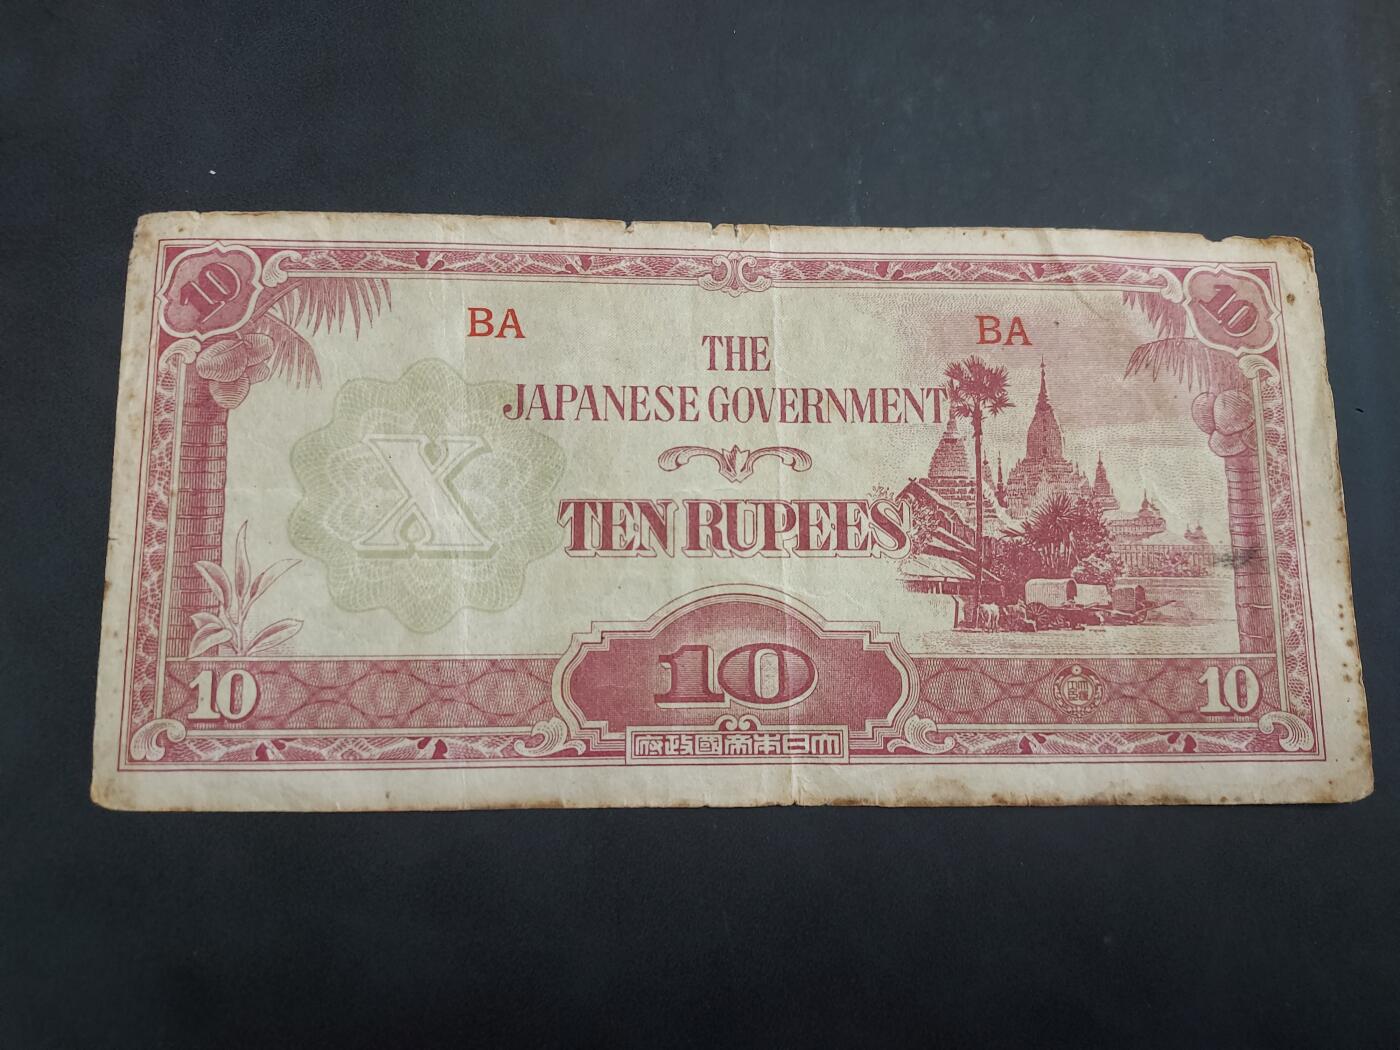 10
10
BA
BA
THE
JAPANESE GOVERNMENT
X
TEN RUPEES
10
10
10
府政國帝本日大